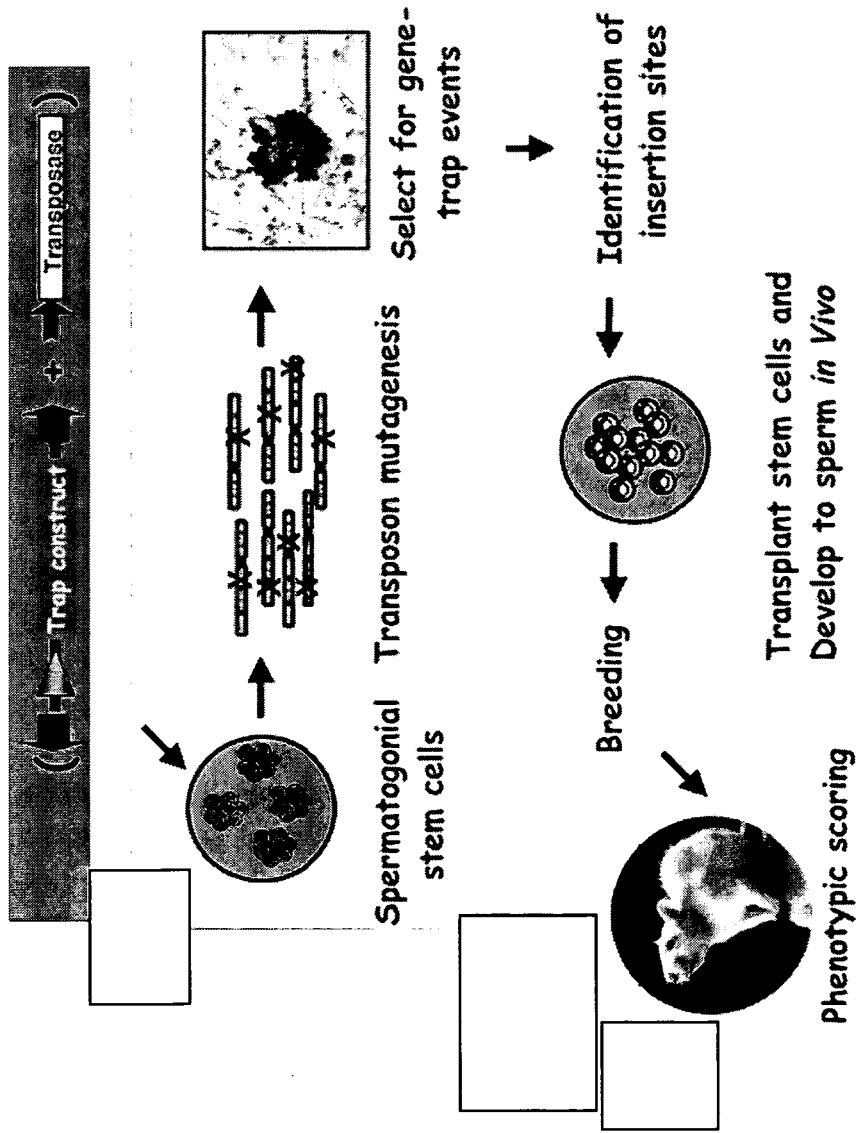 ( Trap construct + Transposase )
Spermatogonial
stem cells
Transposon mutagenesis
Select for gene-
trap events
Identification of
insertion sites
Transplant stem cells and
Develop to sperm in Vivo
Breeding
Phenotypic scoring